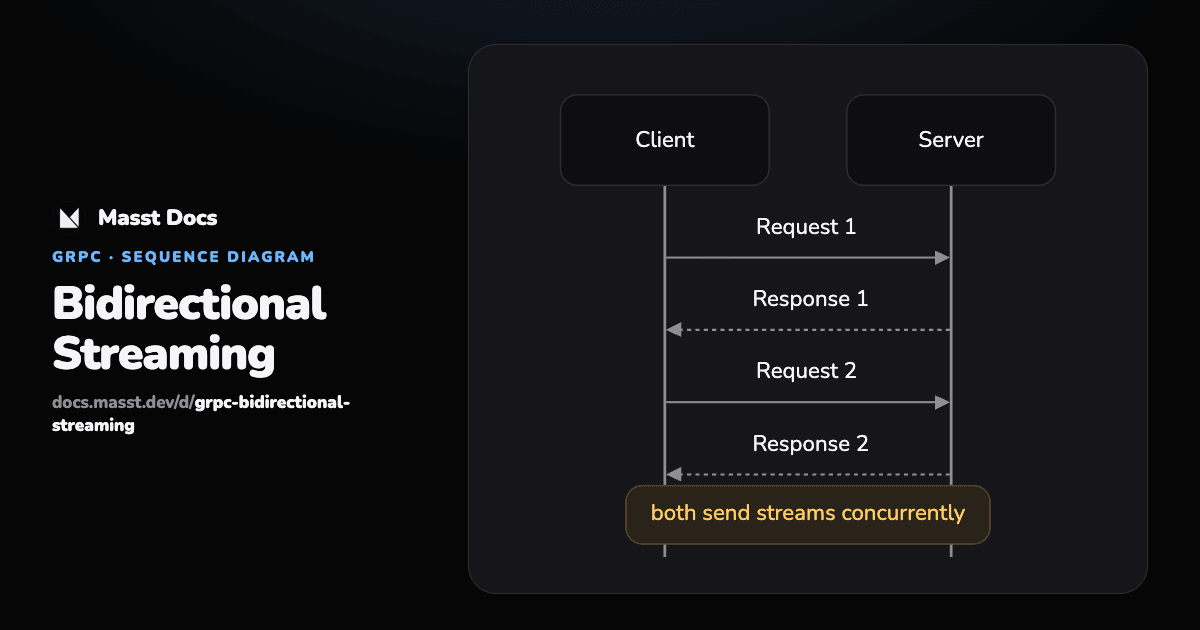 Masst Docs
GRPC · SEQUENCE DIAGRAM
Bidirectional
Streaming
docs.masst.dev/d/grpc-bidirectional-
streaming
Client
Server
Request 1
Response 1
Request 2
Response 2
both send streams concurrently